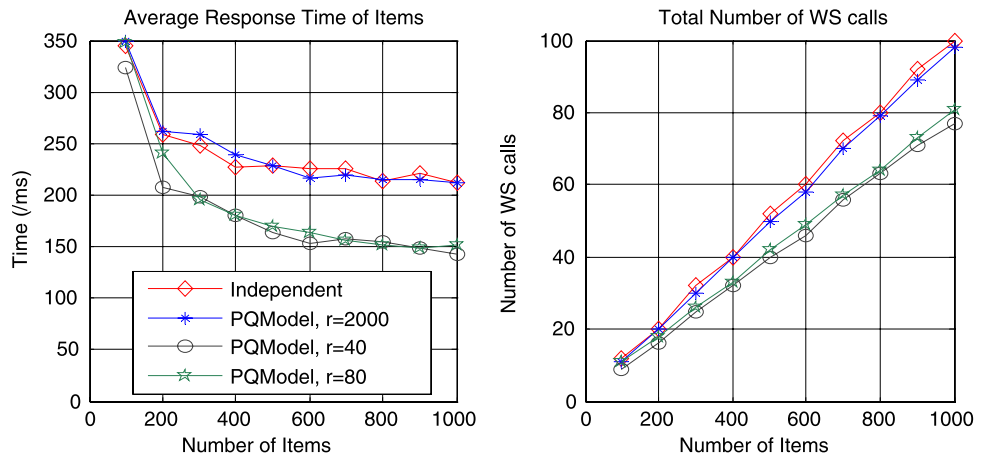 Average Response Time of Items
Time (/ms)
350
300
250
200
150
100
50
0
0 200 400 600 800 1000
Number of Items
Independent
PQModel, r=2000
PQModel, r=40
PQModel, r=80
Total Number of WS calls
Number of WS calls
100
80
60
40
20
0
0 200 400 600 800 1000
Number of Items